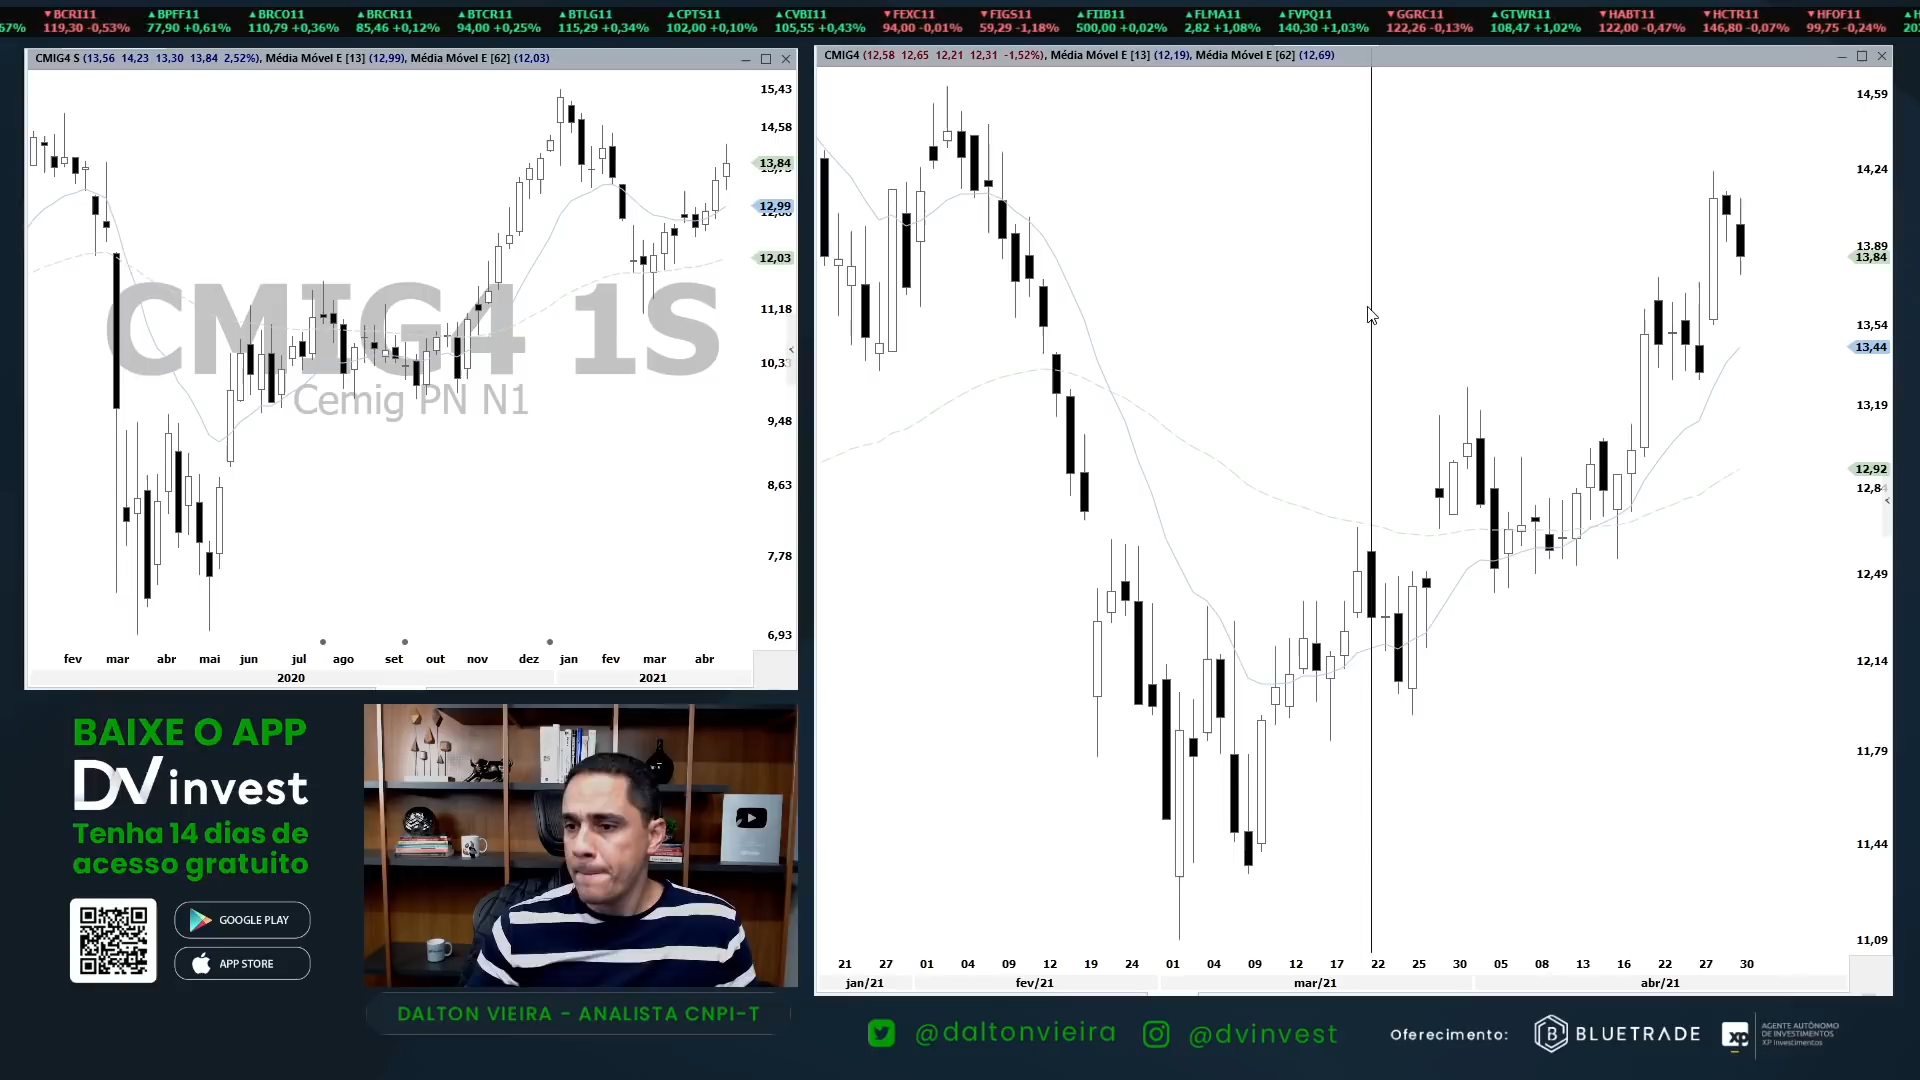 BCRI11 BPFF11 BRCO11 BRCR11 BTCR11 BTLG11 CPTS11 CVBI11 FEXC11 FIGS11 FIIB11 FLMA11 FVPQ11 GGRC11 GTWR11 HABT11 HCTR11 HFOF11
67% 119,30 -0,53% 77,90 +0,61% 110,79 +0,36% 85,46 +0,12% 94,00 +0,25% 115,29 +0,34% 102,00 +0,10% 105,55 +0,43% 94,00 -0,01% 59,29 -1,18% 500,00 +0,02% 2,82 +1,08% 140,30 +1,03% 122,26 -0,13% 108,47 +1,02% 122,00 -0,47% 146,80 -0,07% 99,75 -0,24%
CMIG4 S (13,56 14,23 13,30 13,84 2,52%), Média Móvel E [13] (12,99), Média Móvel E [62] (12,03)
15,43
14,58
13,84
12,99
12,03
11,18
10,3
9,48
8,63
7,78
6,93
CMIG4 1S
Cemig PN N1
fev mar abr mai jun jul ago set out nov dez jan fev mar abr
2020 2021
CMIG4 (12,58 12,65 12,21 12,31 -1,52%), Média Móvel E [13] (12,19), Média Móvel E [62] (12,69)
14,59
14,24
13,89
13,84
13,54
13,44
13,19
12,92
12,84
12,49
12,14
11,79
11,44
11,09
21 27 01 04 09 12 19 24 01 04 09 12 17 22 25 30 05 08 13 16 22 27 30
jan/21 fev/21 mar/21 abr/21
BAIXE O APP
DV invest
Tenha 14 dias de
acesso gratuito
GOOGLE PLAY
APP STORE
DALTON VIEIRA - ANALISTA CNPI-T
@daltonvieira @dvinvest
Oferecimento: BLUETRADE
xp
AGENTE AUTÔNOMO
DE INVESTIMENTOS
XP Investimentos